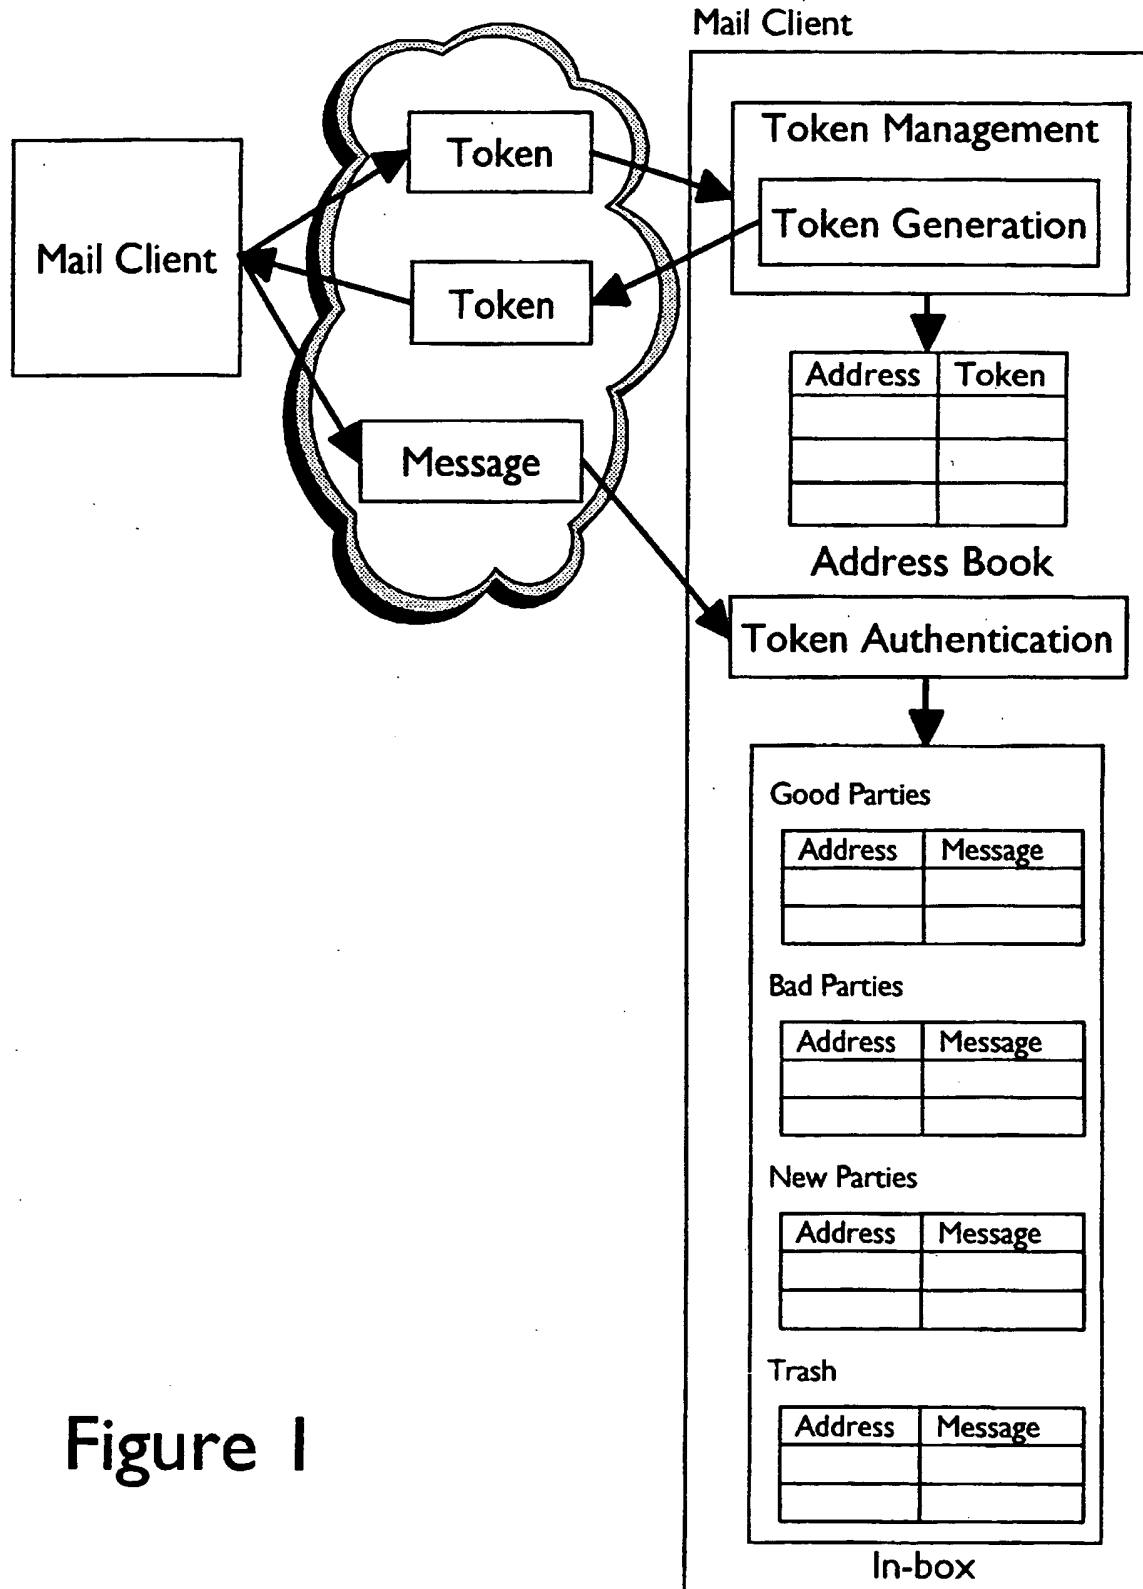 Mail Client
Token Management
Token
Token Generation
Mail Client
Token
Address Token
Message
Address Book
Token Authentication
Good Parties
Address Message
Bad Parties
Address Message
New Parties
Address Message
Trash
Address Message
Figure 1
In-box